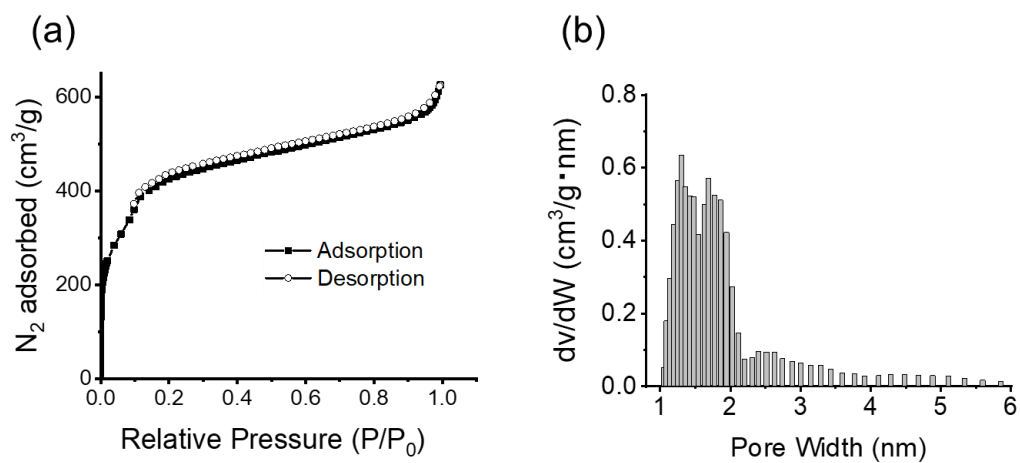 (a)
N₂ adsorbed (cm³/g)
600
400
200
0
Adsorption
Desorption
0.0 0.2 0.4 0.6 0.8 1.0
Relative Pressure (P/P₀)
(b)
dv/dW (cm³/g·nm)
0.8
0.6
0.4
0.2
0.0
1 2 3 4 5 6
Pore Width (nm)